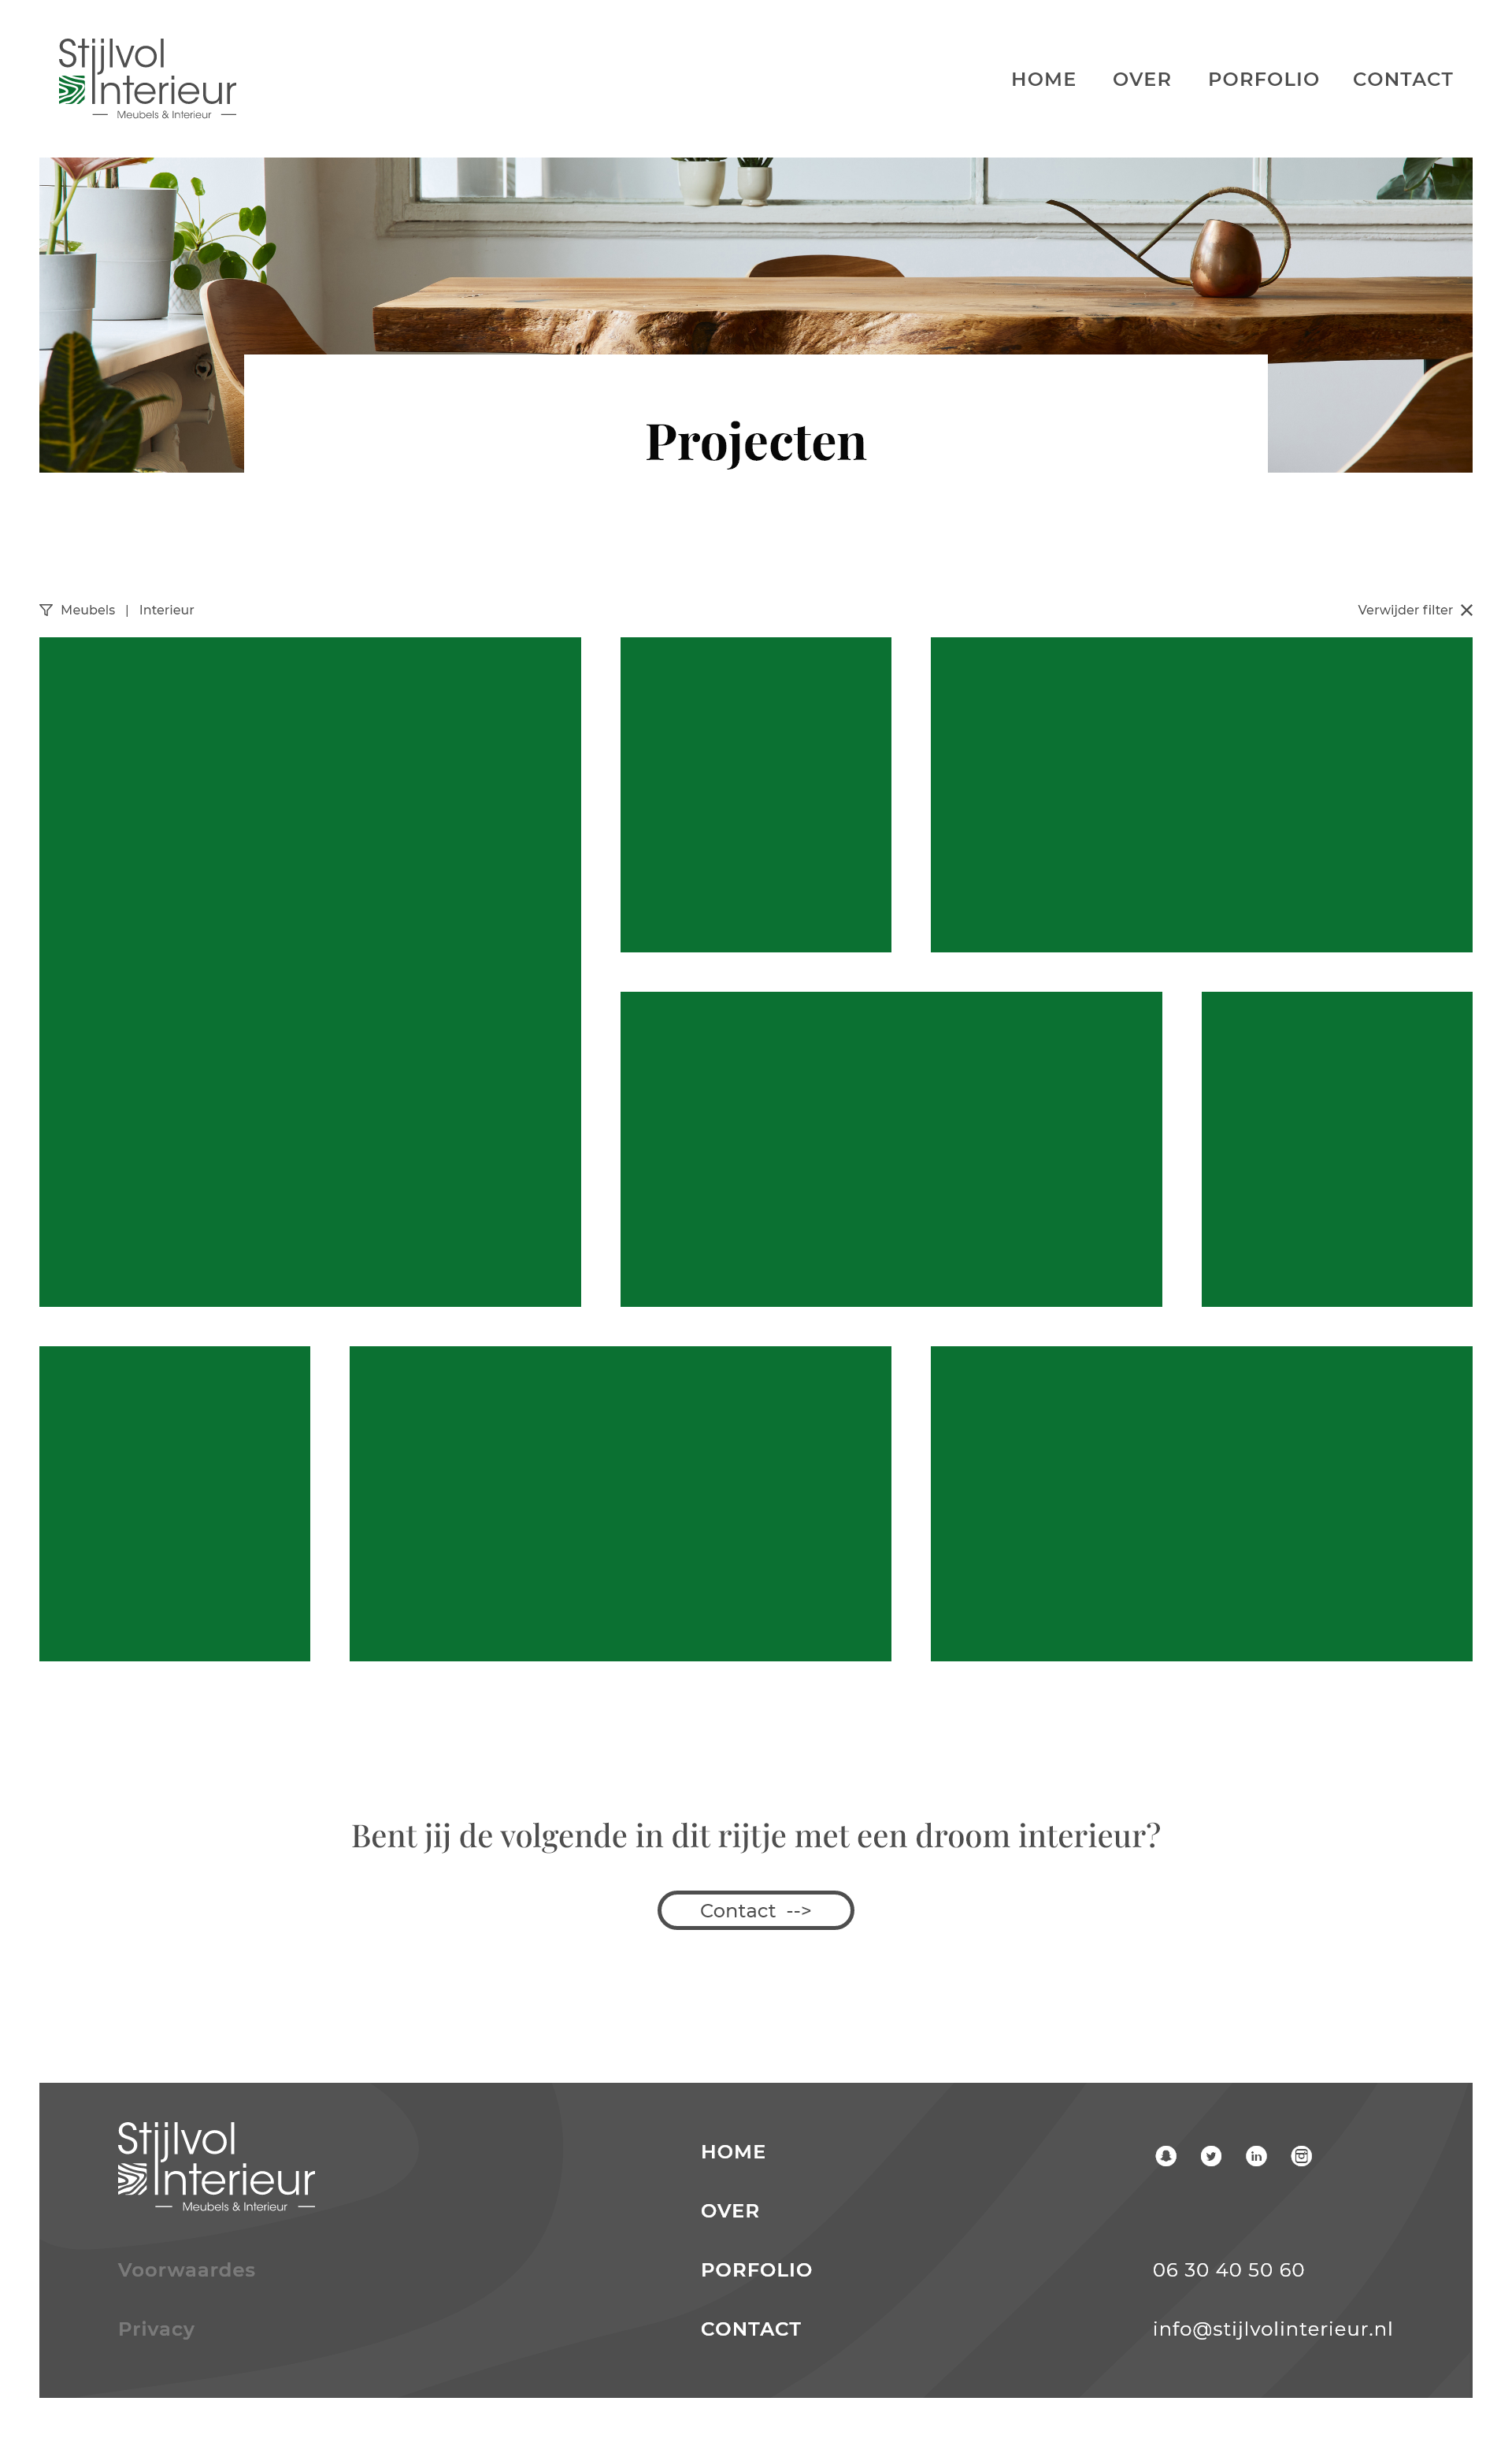 Stijlvol
Interieur
Meubels & Interieur
HOME OVER PORFOLIO CONTACT
Projecten
Meubels | Interieur
Verwijder filter
Bent jij de volgende in dit rijtje met een droom interieur?
Contact -->
Stijlvol
Interieur
Meubels & Interieur
Voorwaardes
Privacy
HOME
OVER
PORFOLIO
CONTACT
06 30 40 50 60
info@stijlvolinterieur.nl